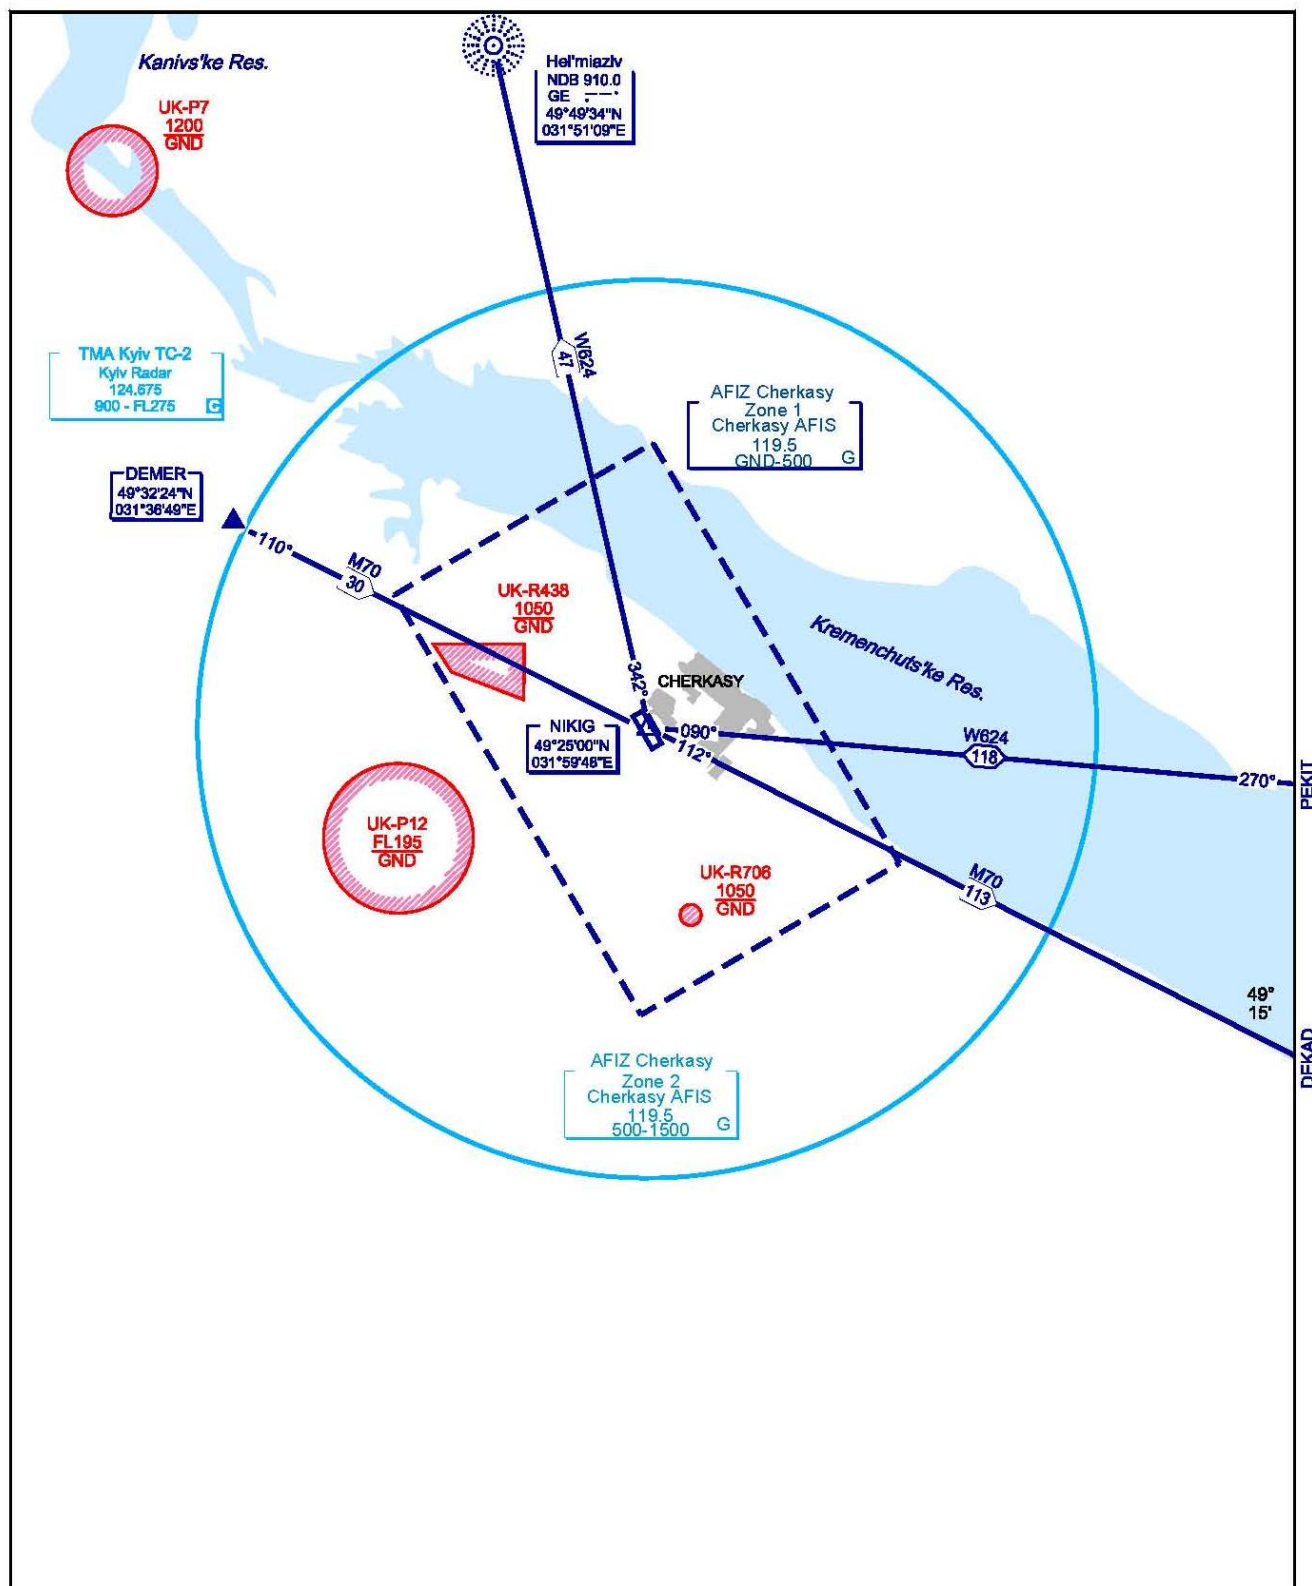 Kanivs'ke Res.
Hel'miaziv
NDB 910.0
GE
49°49'34"N
031°51'09"E
UK-P7
1200
GND
W624
47
TMA Kyiv TC-2
Kyiv Radar
124.675
900 - FL275
C
AFIZ Cherkasy
Zone 1
Cherkasy AFIS
119.5
GND-500 G
DEMER
49°32'24"N
031°36'49"E
110°
M70
30
UK-R438
1050
GND
Kremenchuts'ke Res.
342°
CHERKASY
NIKIG
49°25'00"N
031°59'48"E
090°
112°
W624
118
270°
PEKIT
UK-P12
FL195
GND
UK-R706
1050
GND
M70
113
49°
15'
DEKAD
AFIZ Cherkasy
Zone 2
Cherkasy AFIS
119.5
500-1500 G